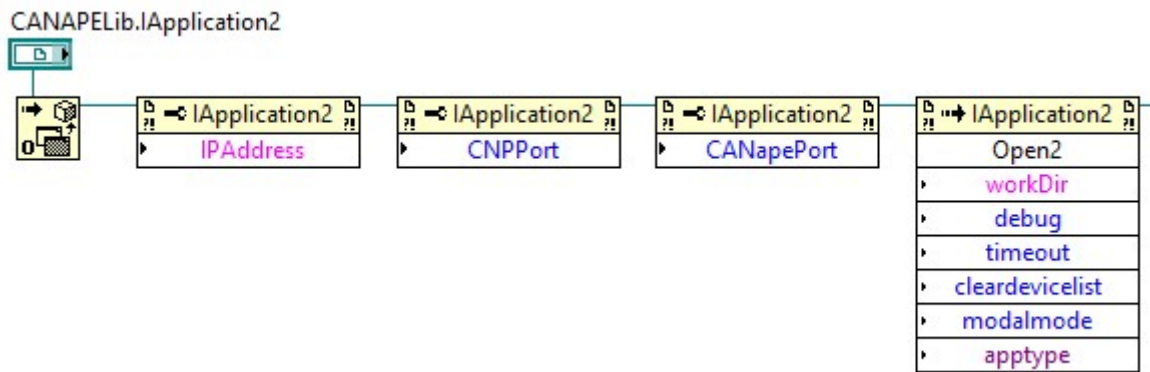 CANAPELib.IApplication2
IApplication2
IPAddress
IApplication2
CNPPort
IApplication2
CANapePort
IApplication2
Open2
workDir
debug
timeout
cleardevicelist
modalmode
apptype